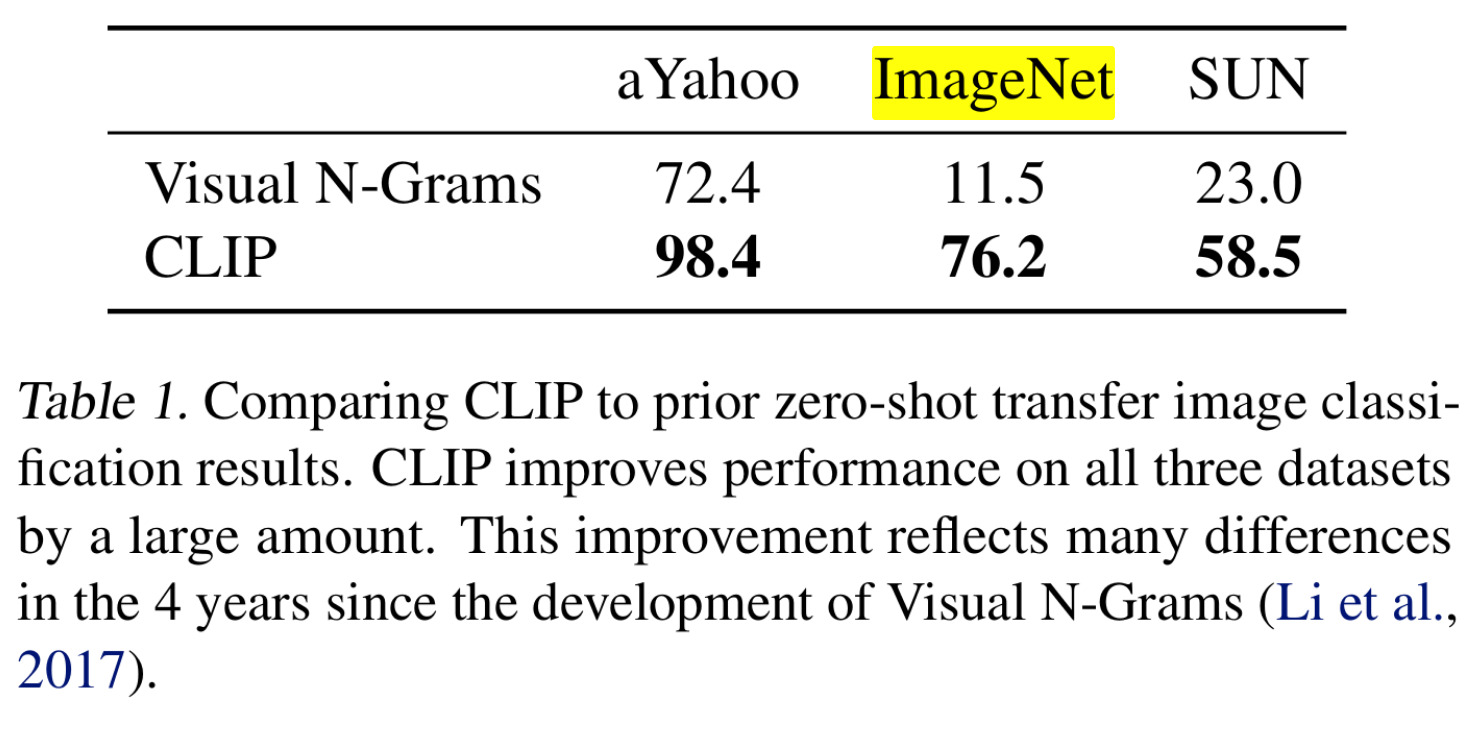 aYahoo ImageNet SUN
Visual N-Grams 72.4 11.5 23.0
CLIP 98.4 76.2 58.5
Table 1. Comparing CLIP to prior zero-shot transfer image classi-
fication results. CLIP improves performance on all three datasets
by a large amount. This improvement reflects many differences
in the 4 years since the development of Visual N-Grams (Li et al.,
2017).